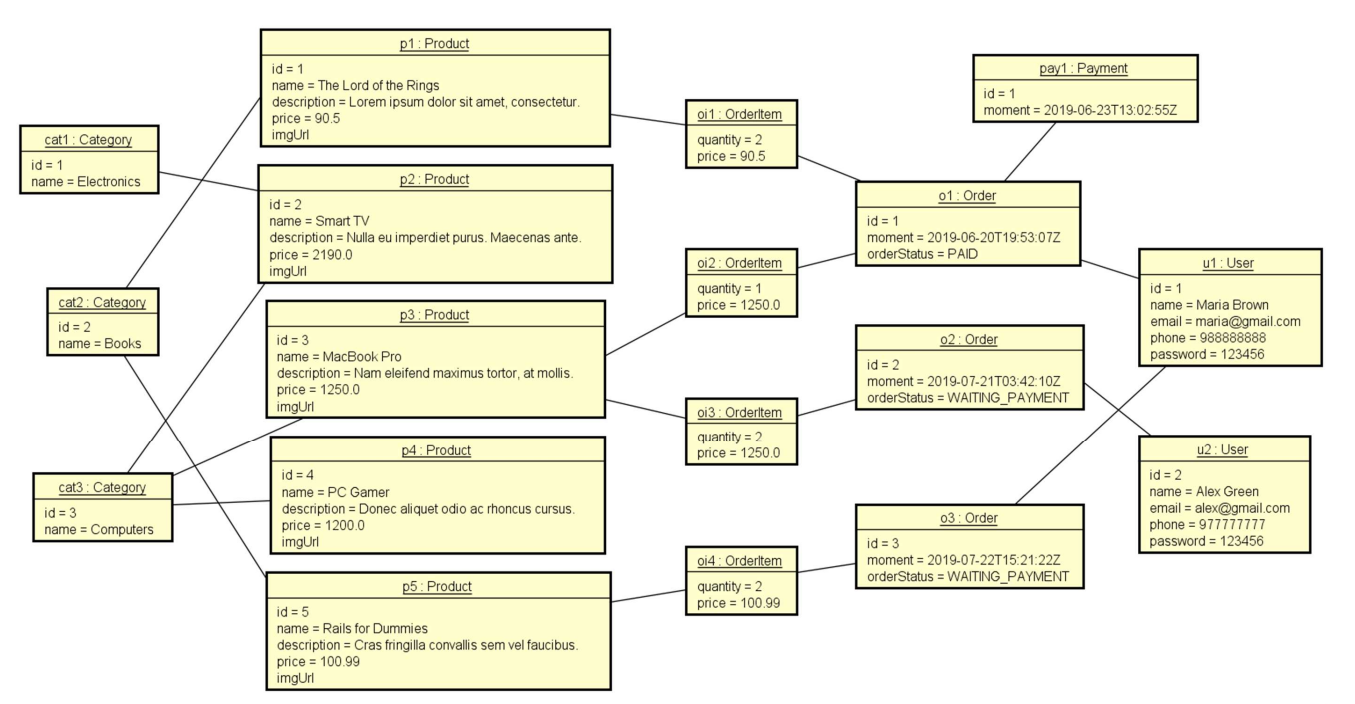 cat1 : Category
id = 1
name = Electronics
cat2 : Category
id = 2
name = Books
cat3 : Category
id = 3
name = Computers
p1 : Product
id = 1
name = The Lord of the Rings
description = Lorem ipsum dolor sit amet, consectetur.
price = 90.5
imgUrl
p2 : Product
id = 2
name = Smart TV
description = Nulla eu imperdiet purus. Maecenas ante.
price = 2190.0
imgUrl
p3 : Product
id = 3
name = MacBook Pro
description = Nam eleifend maximus tortor, at mollis.
price = 1250.0
imgUrl
p4 : Product
id = 4
name = PC Gamer
description = Donec aliquet odio ac rhoncus cursus.
price = 1200.0
imgUrl
p5 : Product
id = 5
name = Rails for Dummies
description = Cras fringilla convallis sem vel faucibus.
price = 100.99
imgUrl
oi1 : OrderItem
quantity = 2
price = 90.5
oi2 : OrderItem
quantity = 1
price = 1250.0
oi3 : OrderItem
quantity = 2
price = 1250.0
oi4 : OrderItem
quantity = 2
price = 100.99
pay1 : Payment
id = 1
moment = 2019-06-23T13:02:55Z
o1 : Order
id = 1
moment = 2019-06-20T19:53:07Z
orderStatus = PAID
o2 : Order
id = 2
moment = 2019-07-21T03:42:10Z
orderStatus = WAITING_PAYMENT
o3 : Order
id = 3
moment = 2019-07-22T15:21:22Z
orderStatus = WAITING_PAYMENT
u1 : User
id = 1
name = Maria Brown
email = maria@gmail.com
phone = 988888888
password = 123456
u2 : User
id = 2
name = Alex Green
email = alex@gmail.com
phone = 977777777
password = 123456